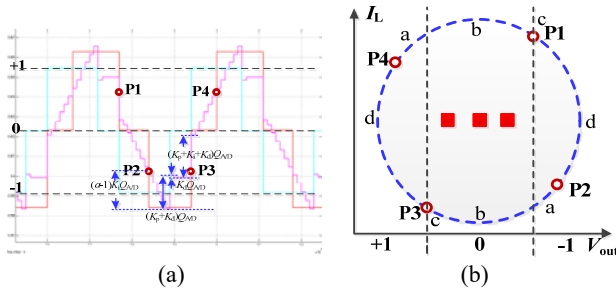 +1
0
-1
P1
P4
P2
P3
(Kp+Ki+Kd)QA/D
(α-1)KiQA/D
KiQA/D
(Kp+Kd)QA/D
(a)
IL
a
b
c
P1
P4
d
d
P2
P3
c
b
a
+1
0
-1
Vout
(b)